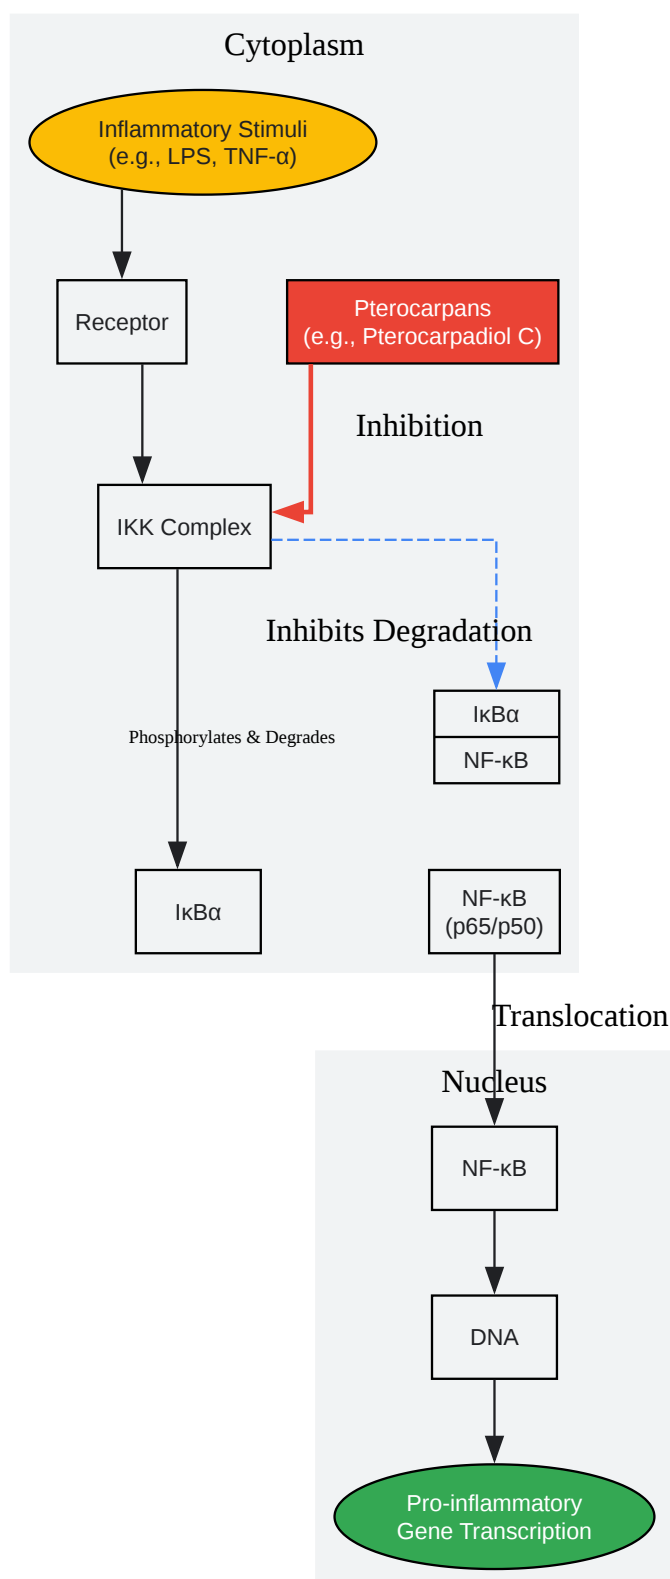 Cytoplasm
Inflammatory Stimuli
(e.g., LPS, TNF-α)
Receptor
Pterocarpans
(e.g., Pterocarpadiol C)
Inhibition
IKK Complex
Inhibits Degradation
IκBα
NF-κB
Phosphorylates & Degrades
IκBα
NF-κB
(p65/p50)
Translocation
Nucleus
NF-κB
DNA
Pro-inflammatory
Gene Transcription